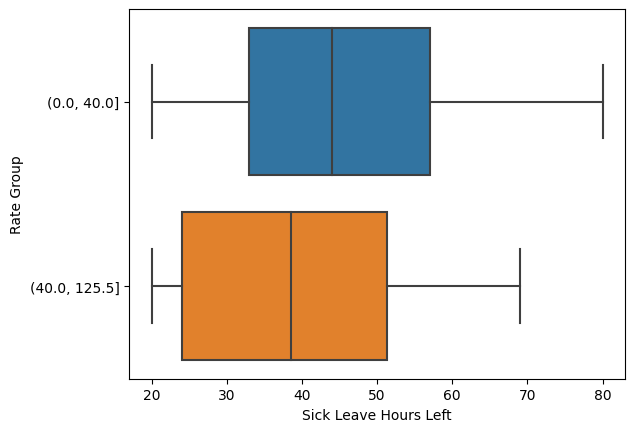 Rate Group
(0.0, 40.0]
(40.0, 125.5]
20 30 40 50 60 70 80
Sick Leave Hours Left